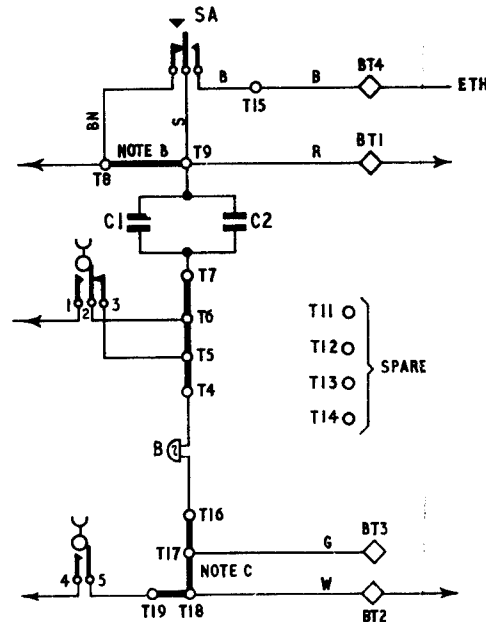 SA
B
B
BT4
T15
ETH
BN
S
NOTE B
T9
R
BT1
T8
C1
C2
T7
1
2
3
T6
T11
T12
T5
SPARE
T13
T4
T14
B
T16
T17
G
BT3
NOTE C
4
5
W
T19
T18
BT2